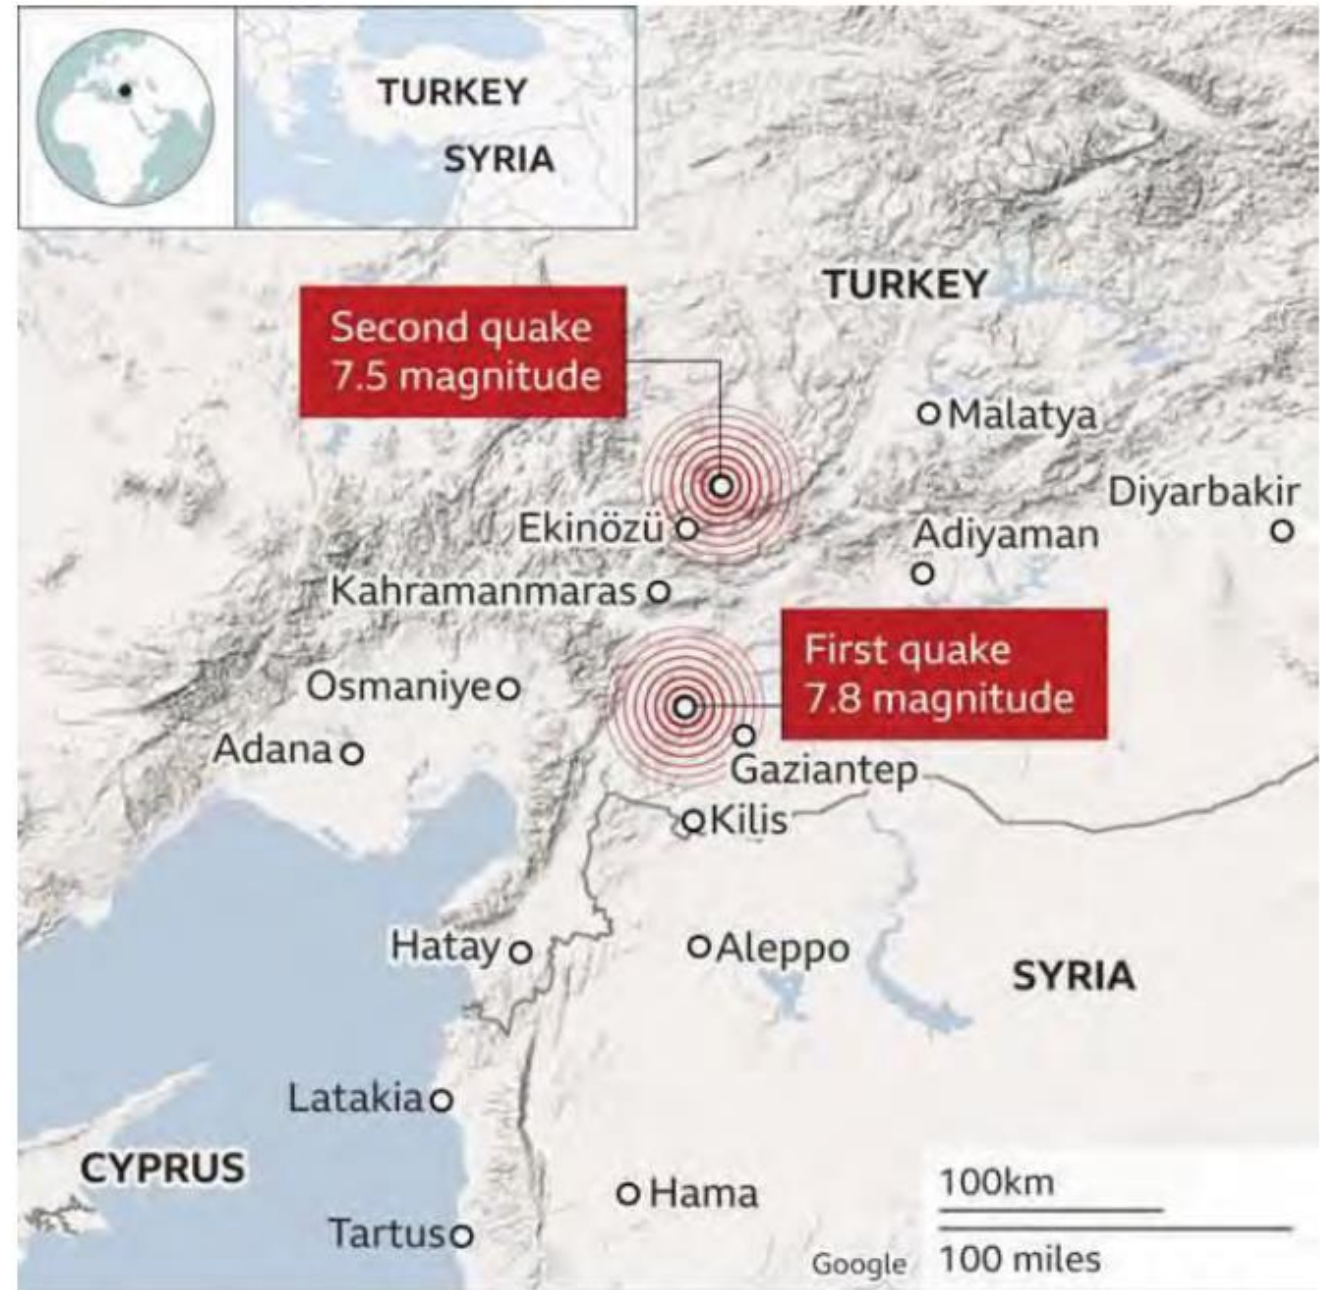 TURKEY
SYRIA
TURKEY
Second quake
7.5 magnitude
Malatya
Diyarbakir
Ekinözü
Adiyaman
Kahramanmaras
First quake
7.8 magnitude
Osmaniye
Adana
Gaziantep
Kilis
Hatay
Aleppo
SYRIA
Latakia
CYPRUS
Hama
100km
Tartus
Google
100 miles